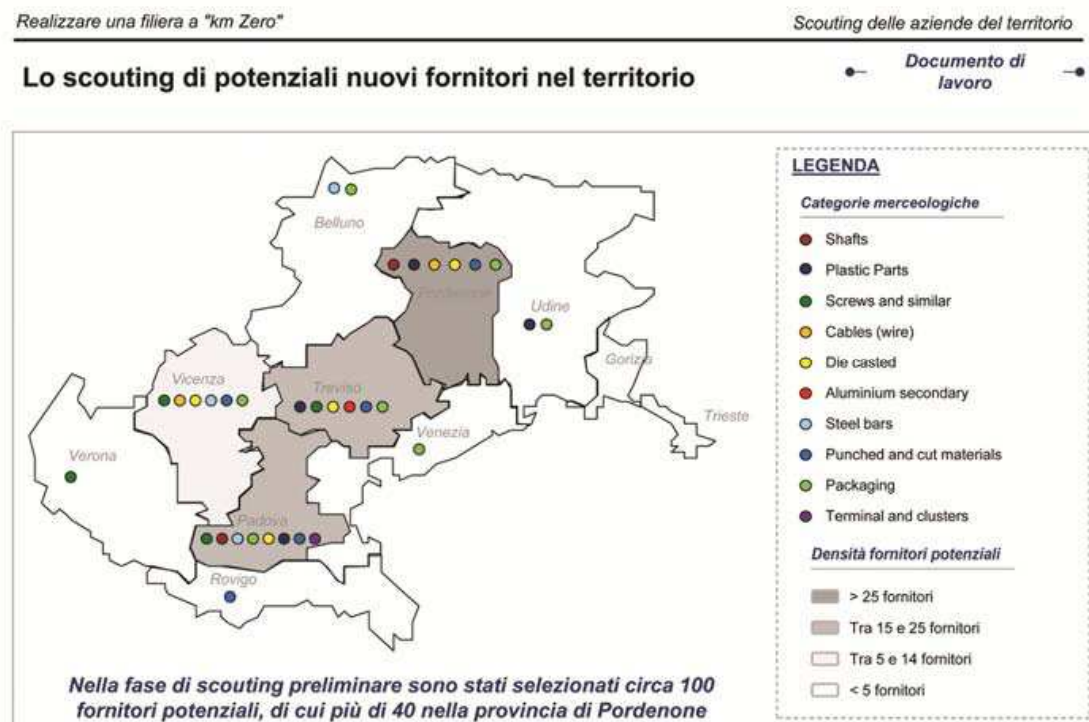 Realizzare una filiera a "km Zero"
Scouting delle aziende del territorio
Lo scouting di potenziali nuovi fornitori nel territorio
Documento di
lavoro
Belluno
Pordenone
Udine
Gorizia
Trieste
Vicenza
Treviso
Venezia
Verona
Padova
Rovigo
LEGENDA
Categorie merceologiche
Shafts
Plastic Parts
Screws and similar
Cables (wire)
Die casted
Aluminium secondary
Steel bars
Punched and cut materials
Packaging
Terminal and clusters
Densità fornitori potenziali
> 25 fornitori
Tra 15 e 25 fornitori
Tra 5 e 14 fornitori
< 5 fornitori
Nella fase di scouting preliminare sono stati selezionati circa 100
fornitori potenziali, di cui più di 40 nella provincia di Pordenone